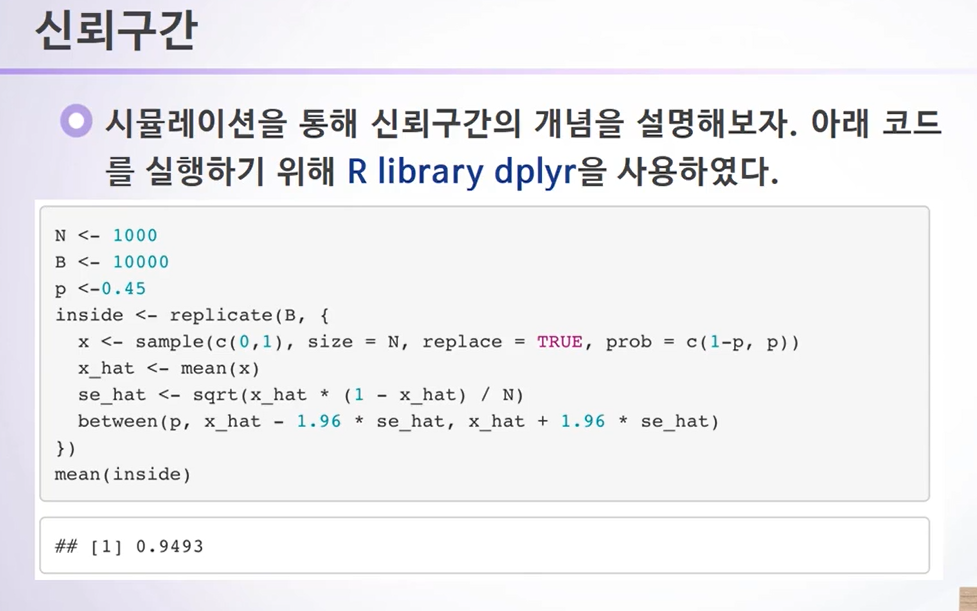 신뢰구간
시뮬레이션을 통해 신뢰구간의 개념을 설명해보자. 아래 코드
를 실행하기 위해 R library dplyr을 사용하였다.
N <- 1000
B <- 10000
p <-0.45
inside <- replicate(B, {
  x <- sample(c(0,1), size = N, replace = TRUE, prob = c(1-p, p))
  x_hat <- mean(x)
  se_hat <- sqrt(x_hat * (1 - x_hat) / N)
  between(p, x_hat - 1.96 * se_hat, x_hat + 1.96 * se_hat)
})
mean(inside)
## [1] 0.9493